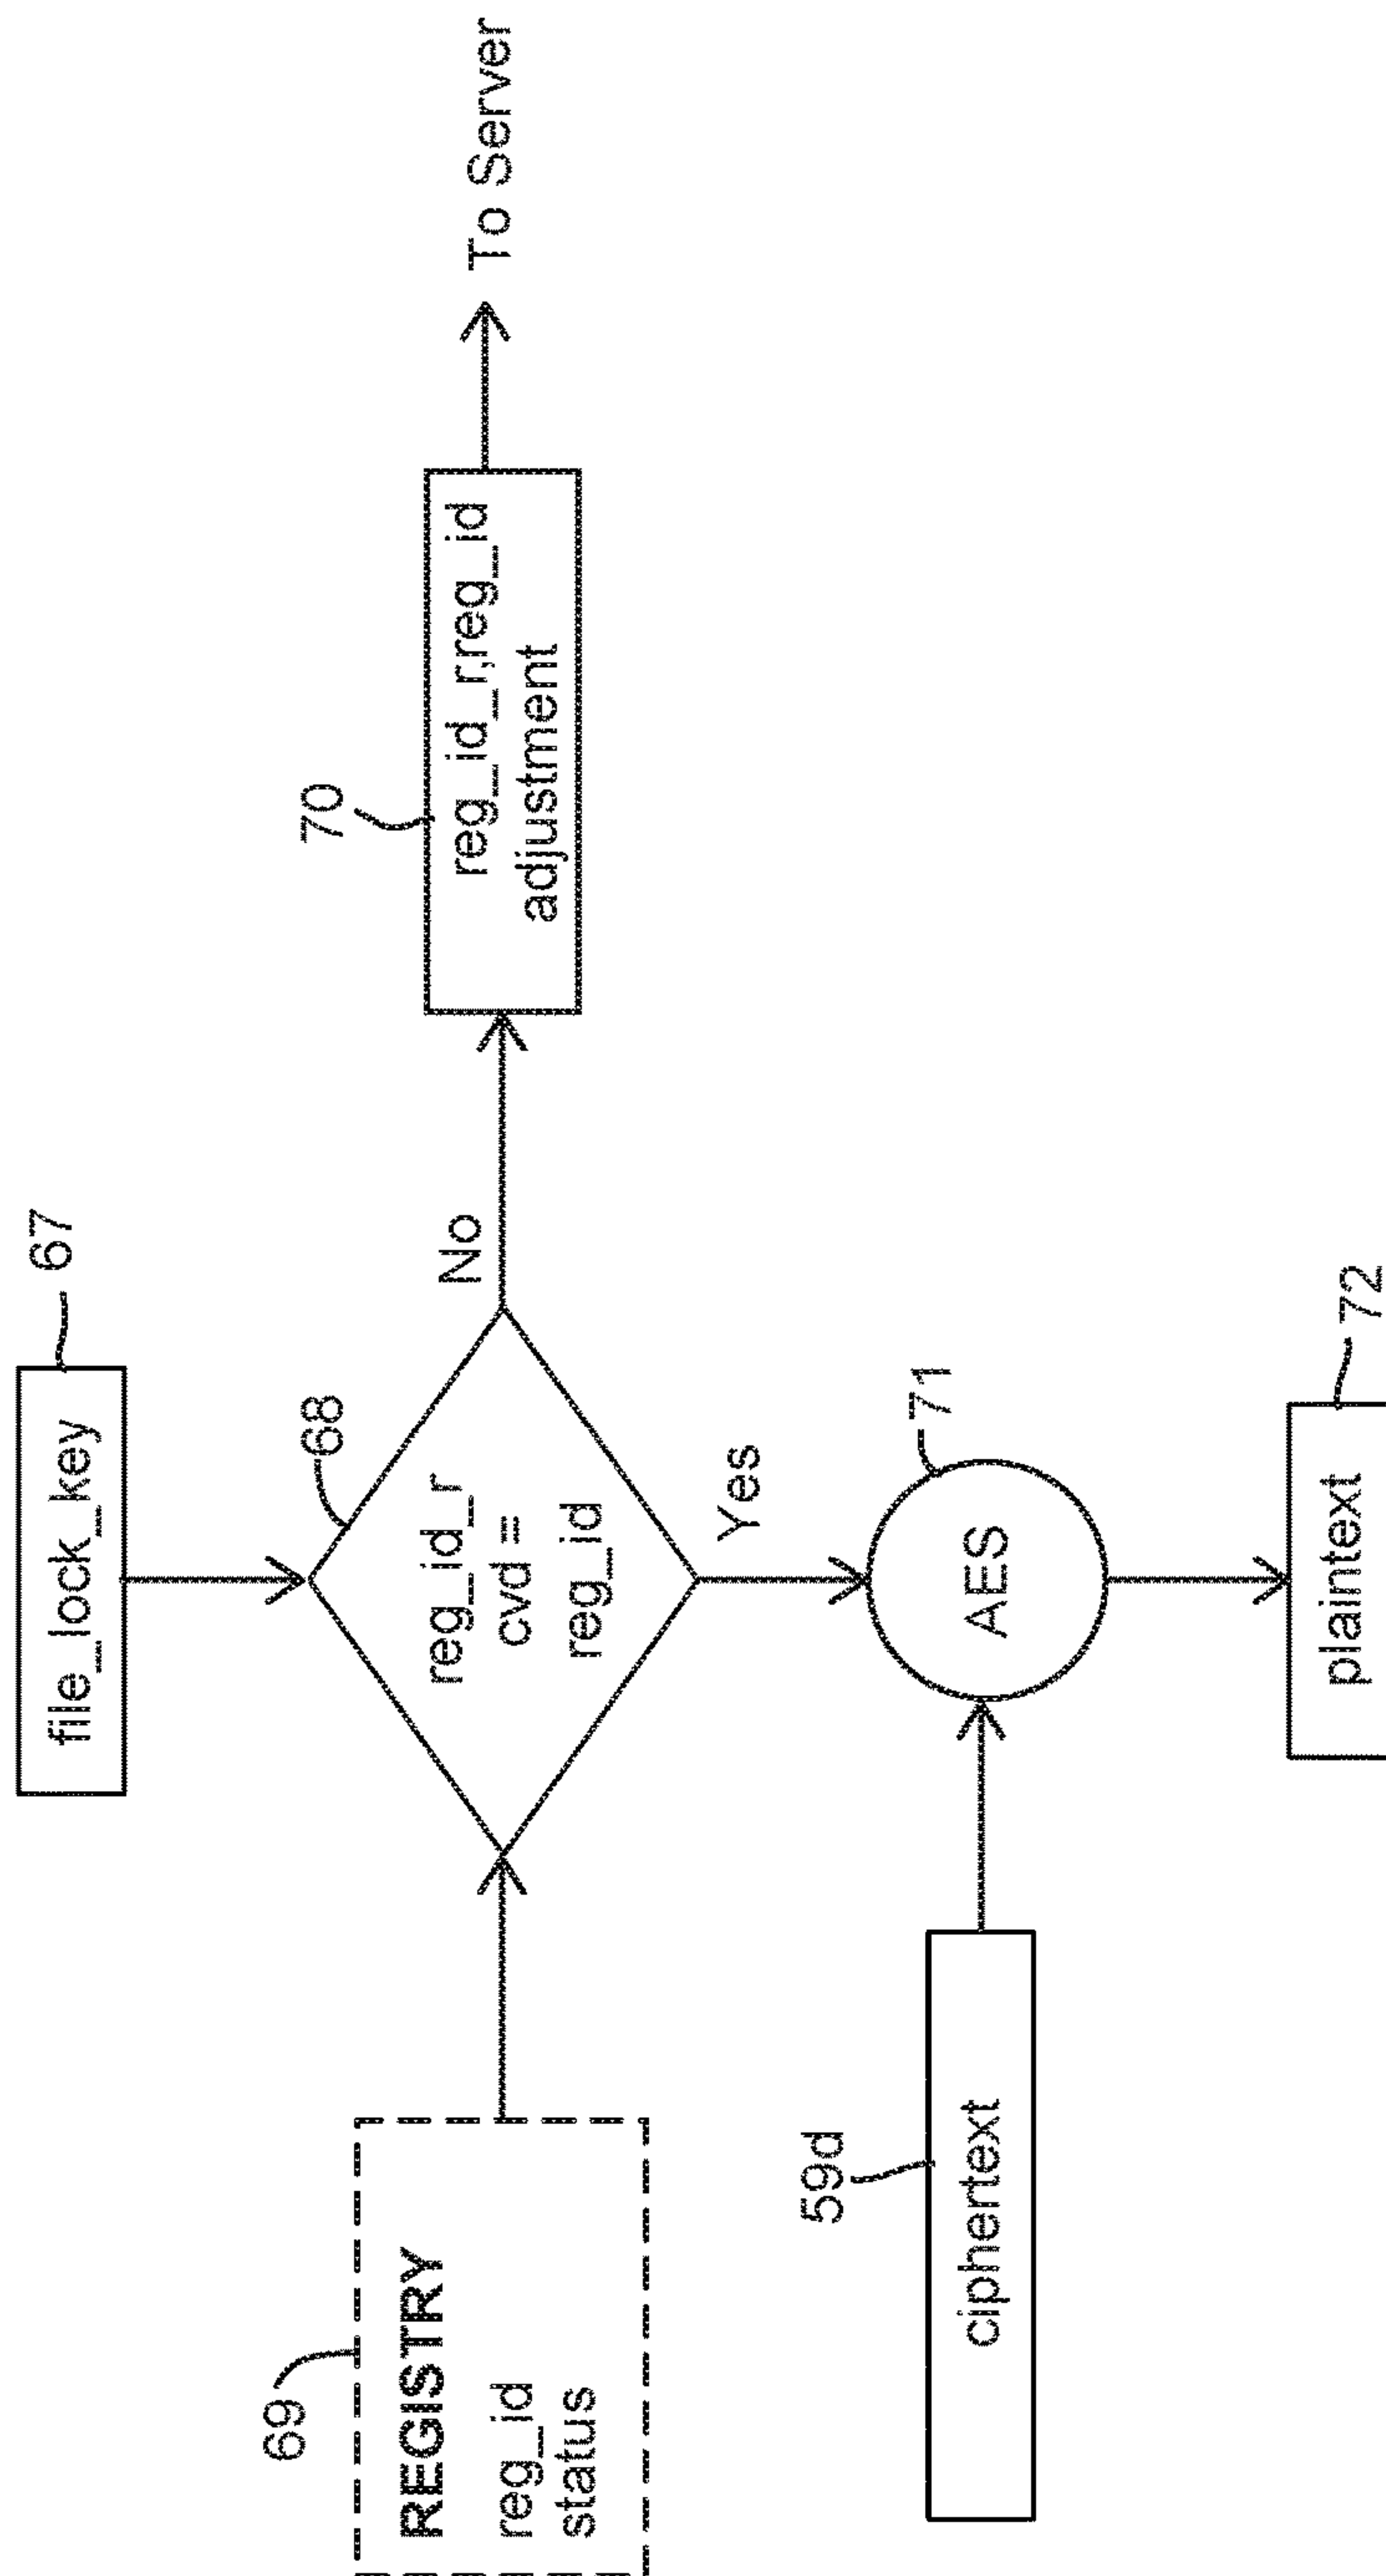 file_lock_key
67
68
reg_id_r
cvd =
reg_id
No
70
reg_id_r,reg_id
adjustment
To Server
69
REGISTRY
reg_id
status
Yes
59d
ciphertext
71
AES
72
plaintext